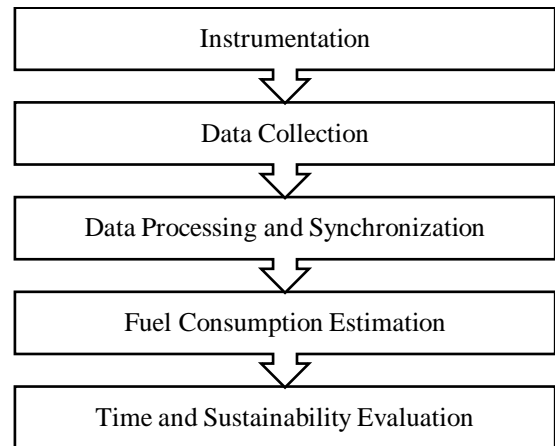 Instrumentation
Data Collection
Data Processing and Synchronization
Fuel Consumption Estimation
Time and Sustainability Evaluation